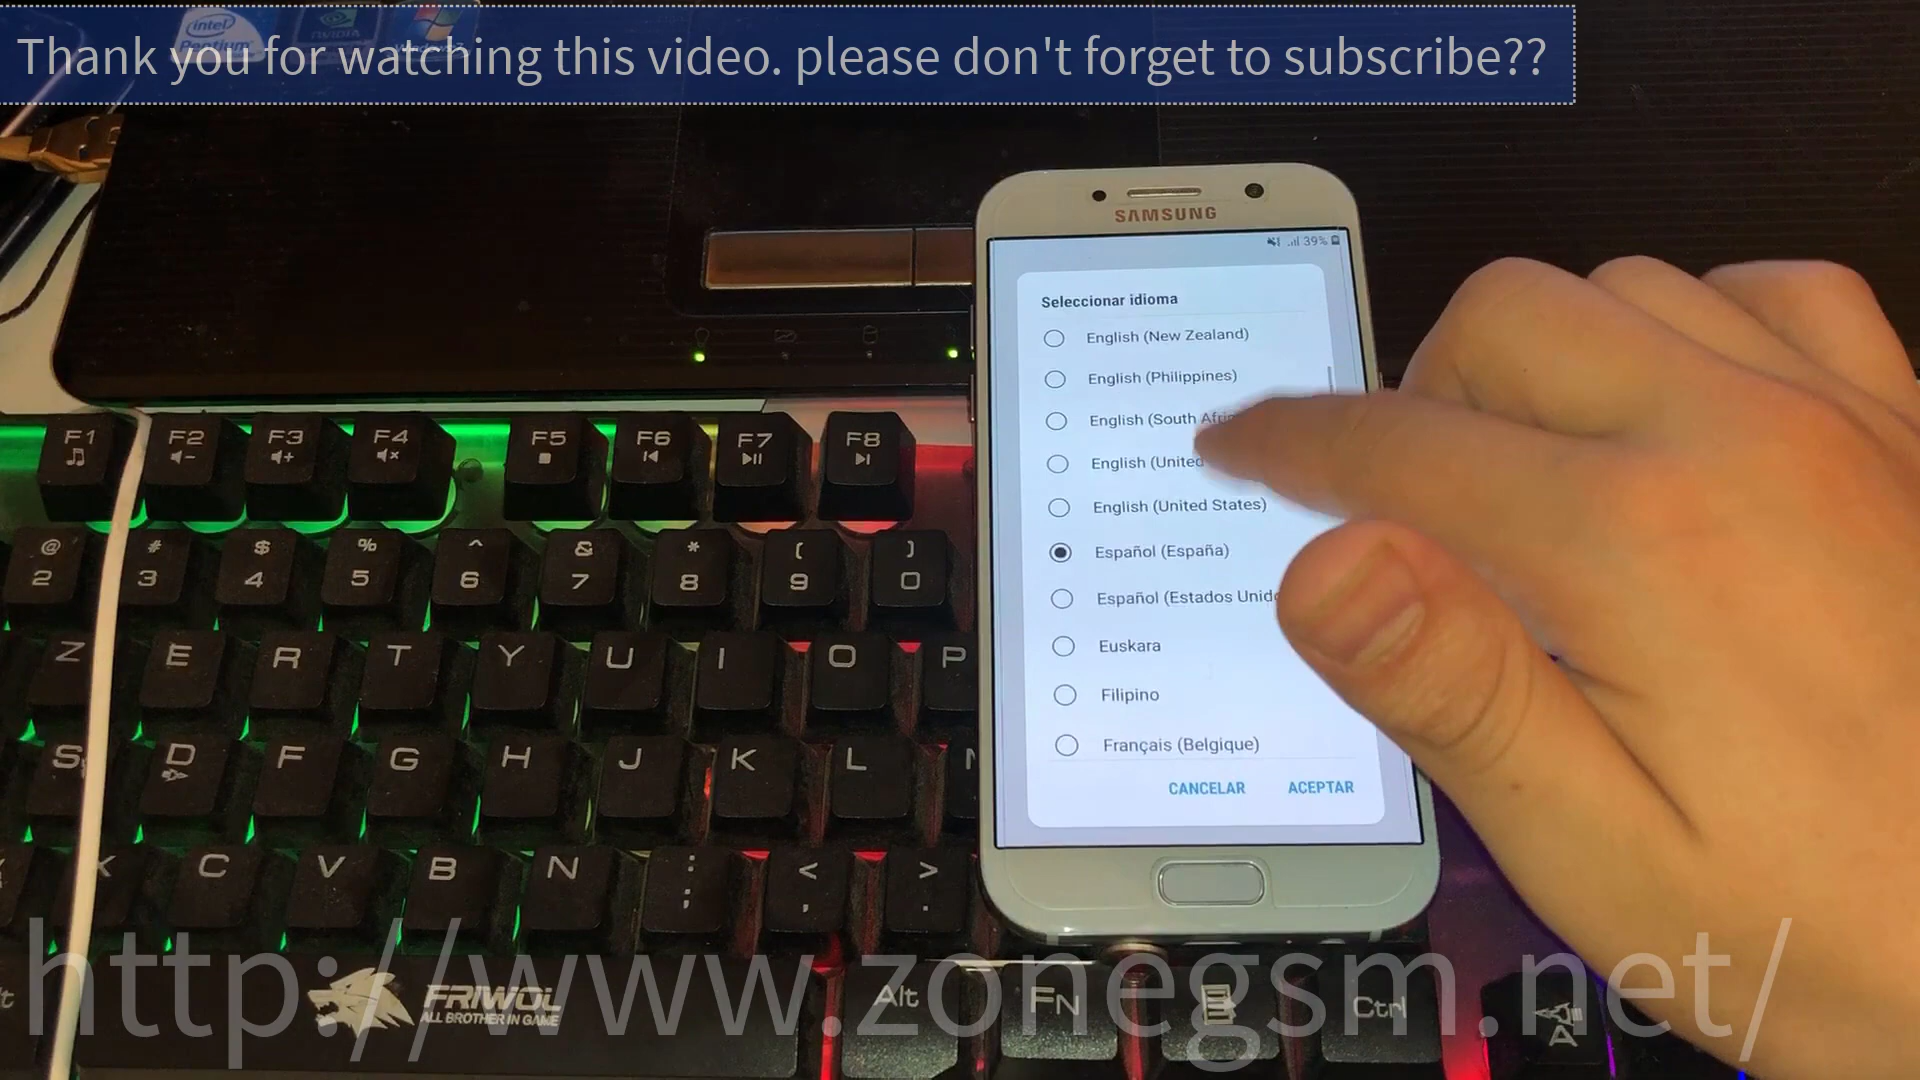 Thank you for watching this video. please don't forget to subscribe??
intel
Pentium
NVIDIA
SAMSUNG
39%
Seleccionar idioma
English (New Zealand)
English (Philippines)
English (South
English (United
English (United States)
Español (España)
Español (Estados
Euskara
Filipino
Français (Belgique)
CANCELAR ACEPTAR
F1 F2 F3 F4 F5 F6 F7 F8
@ # $ % ^ & * ( )
2 3 4 5 6 7 8 9 0
Z E R T Y U I O P
S D F G H J K L
C V B N ; < >
: , .
http://www.zonegsm.net/
FRIWOL
ALL BROTHER IN GAME
Alt FN Ctrl